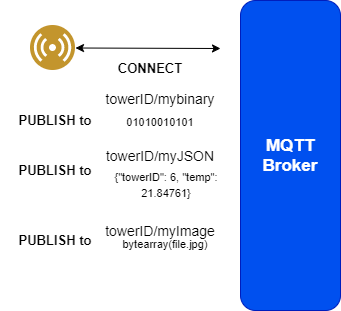 CONNECT
towerID/mybinary
PUBLISH to
01010010101
towerID/myJSON
PUBLISH to
{"towerID": 6, "temp":
21.84761}
towerID/myImage
PUBLISH to
bytearray(file.jpg)
MQTT
Broker